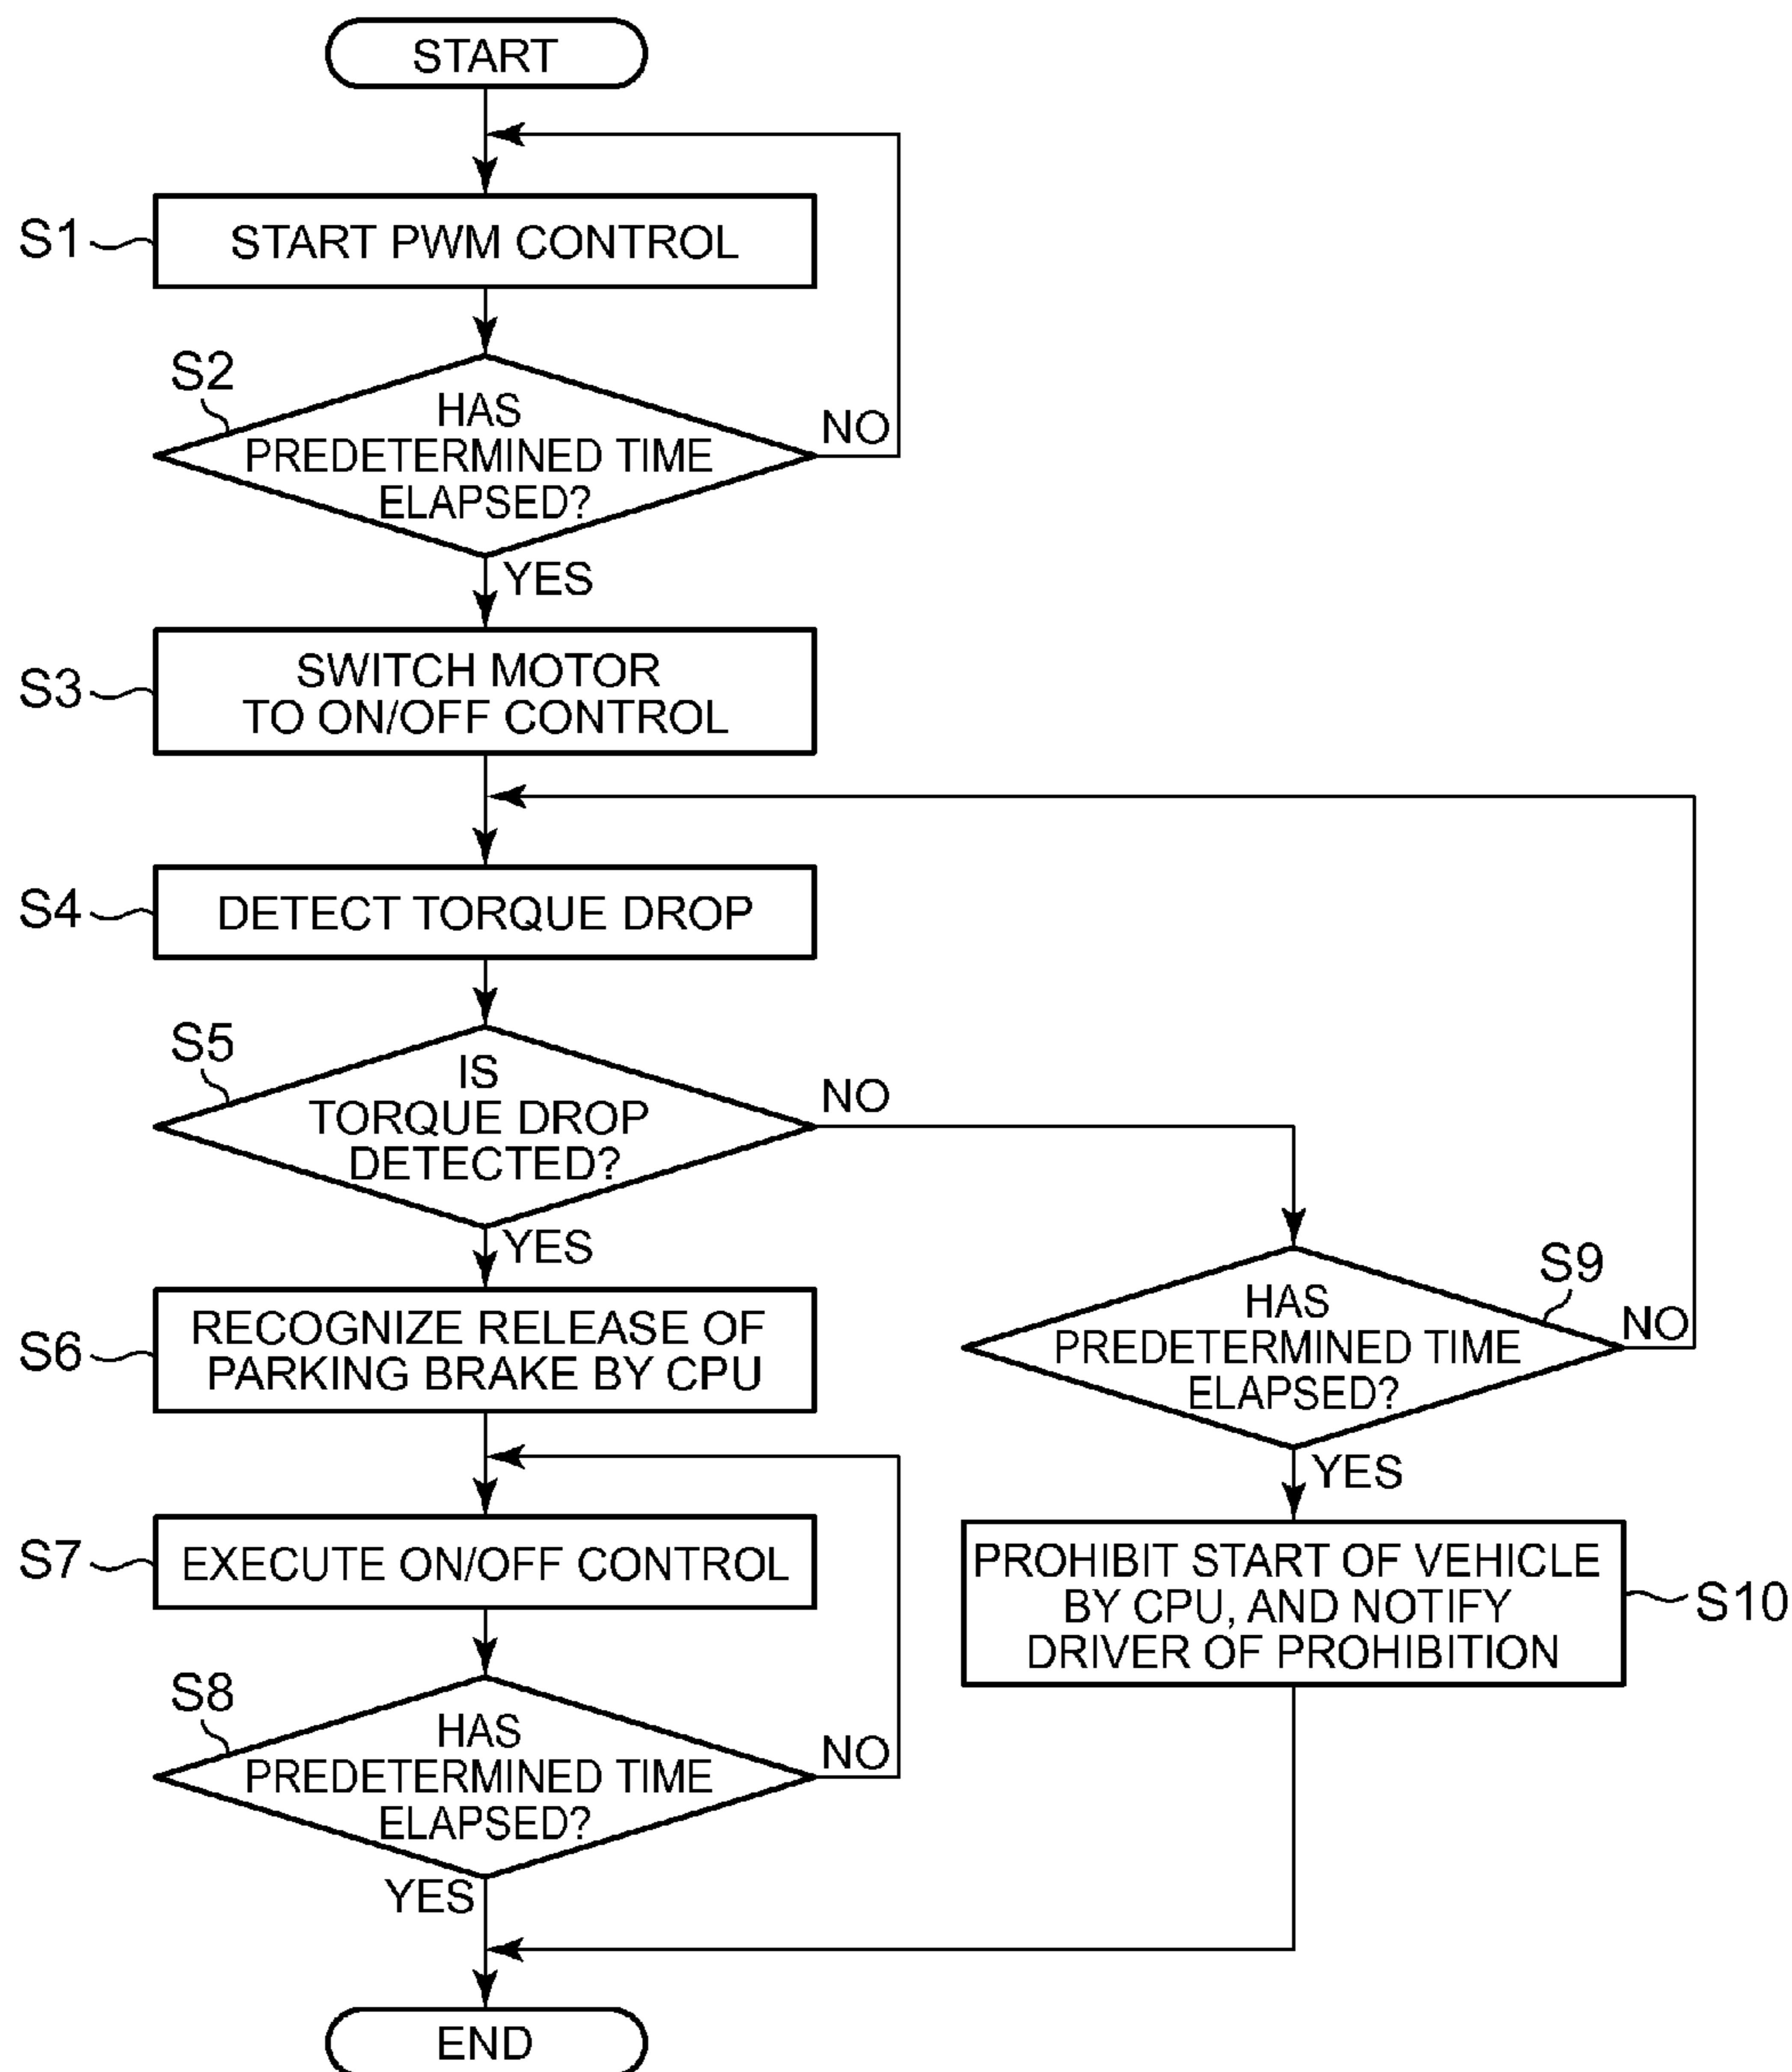 START
S1
START PWM CONTROL
S2
HAS
PREDETERMINED TIME
ELAPSED?
NO
YES
S3
SWITCH MOTOR
TO ON/OFF CONTROL
S4
DETECT TORQUE DROP
S5
IS
TORQUE DROP
DETECTED?
NO
YES
S6
RECOGNIZE RELEASE OF
PARKING BRAKE BY CPU
S7
EXECUTE ON/OFF CONTROL
S8
HAS
PREDETERMINED TIME
ELAPSED?
NO
YES
S9
HAS
PREDETERMINED TIME
ELAPSED?
NO
YES
PROHIBIT START OF VEHICLE
BY CPU, AND NOTIFY
DRIVER OF PROHIBITION
S10
END